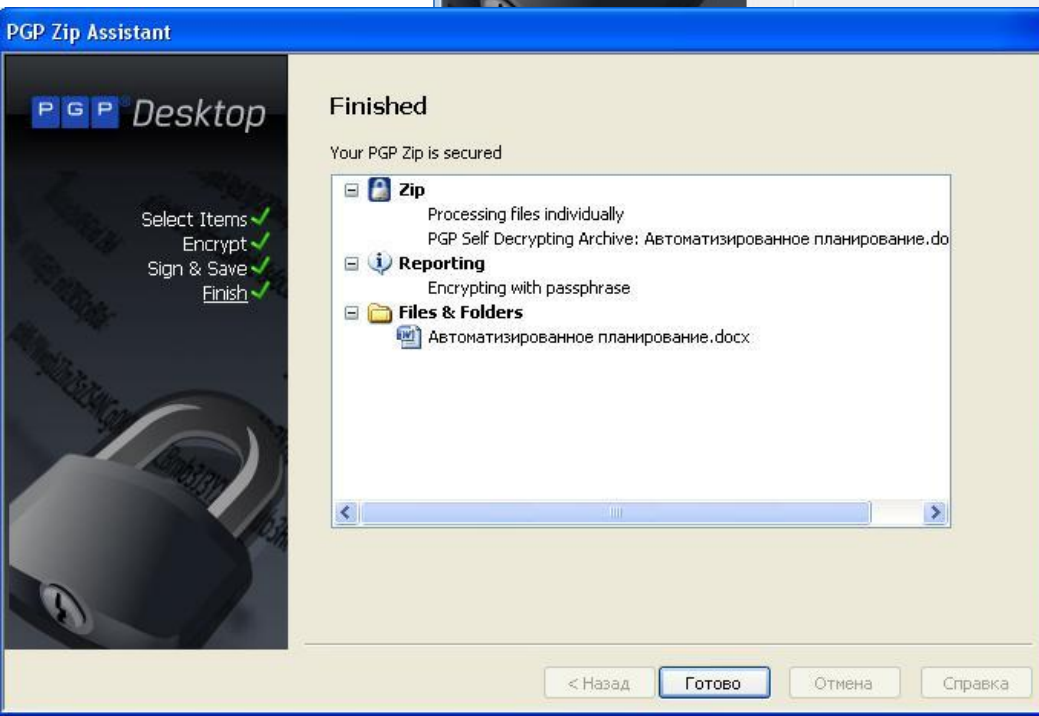 PGP Zip Assistant
PGP® Desktop
Select Items
Encrypt
Sign & Save
Finish
Finished
Your PGP Zip is secured
Zip
Processing files individually
PGP Self Decrypting Archive: Автоматизированное планирование.do
Reporting
Encrypting with passphrase
Files & Folders
Автоматизированное планирование.docx
< Назад
Готово
Отмена
Справка